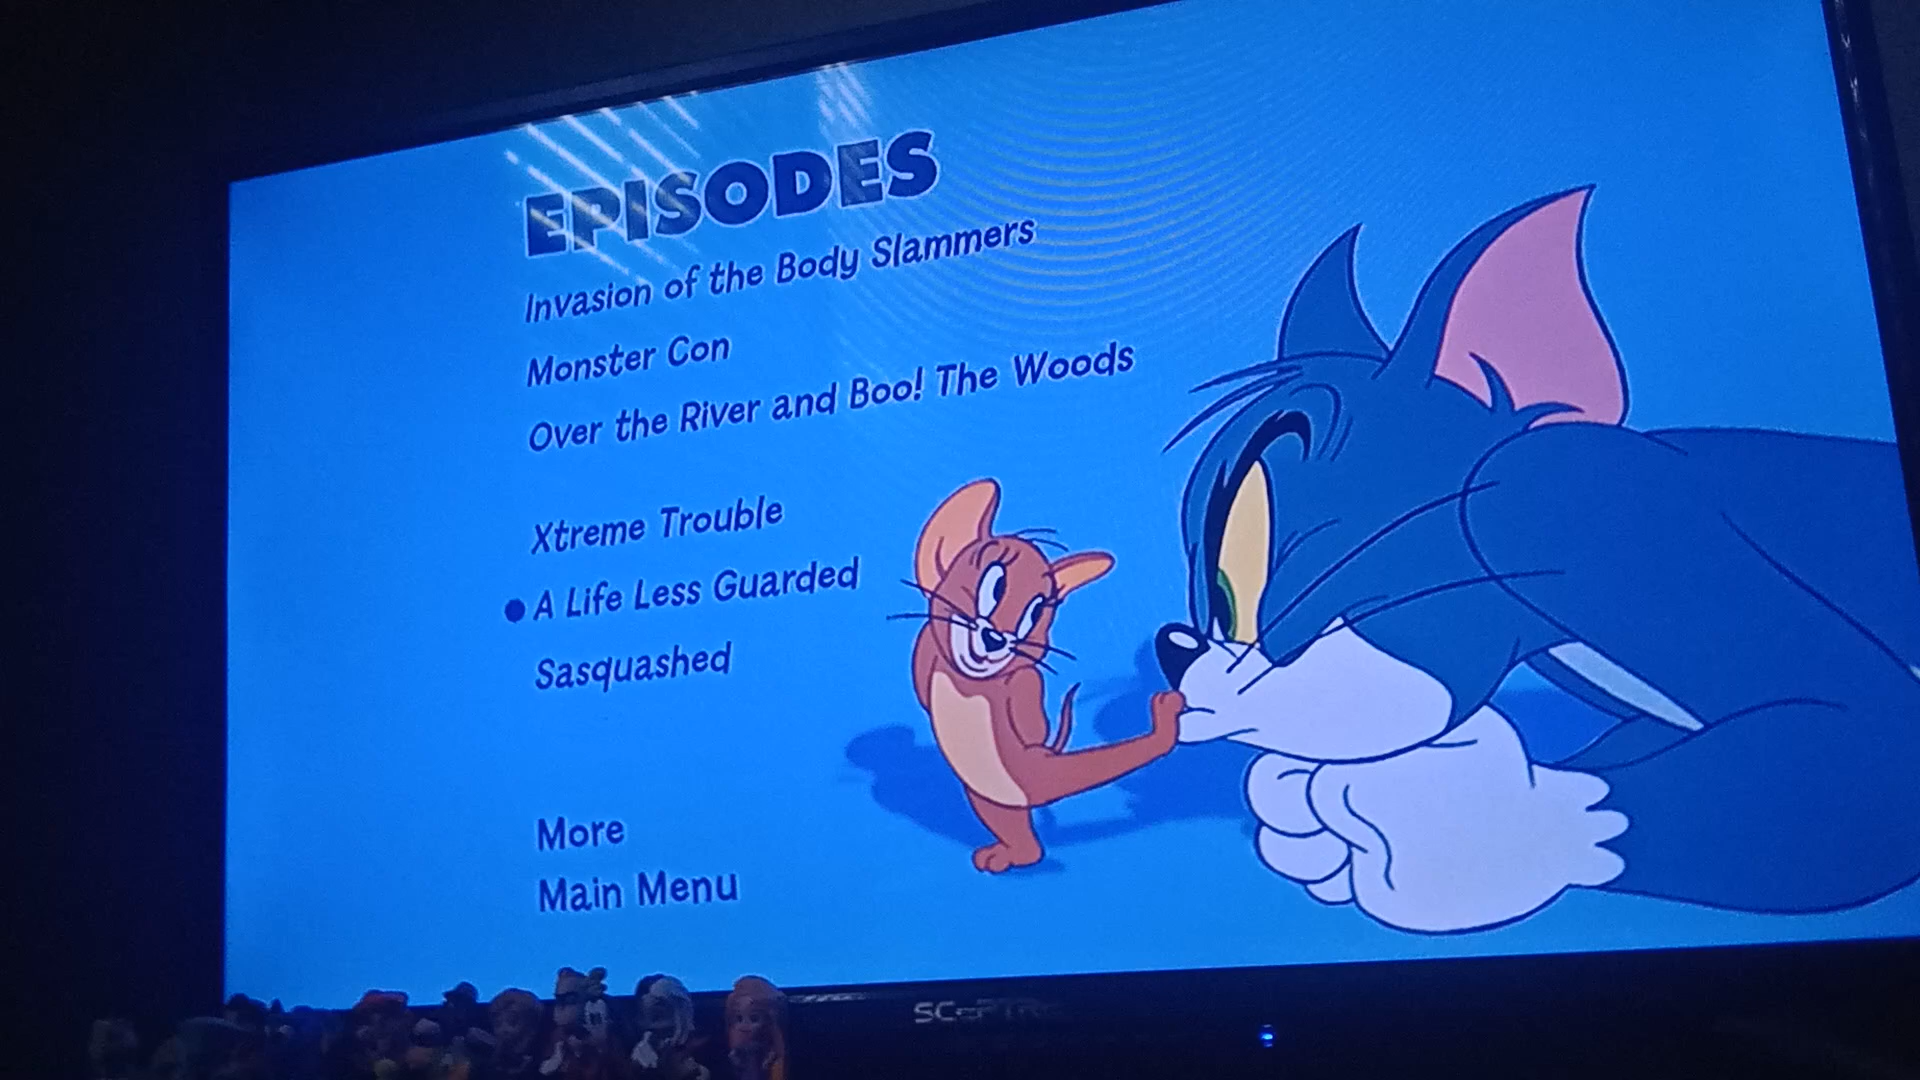 EPISODES
Invasion of the Body Slammers
Monster Con
Over the River and Boo! The Woods
Xtreme Trouble
A Life Less Guarded
Sasquashed
More
Main Menu
SCEPTRE